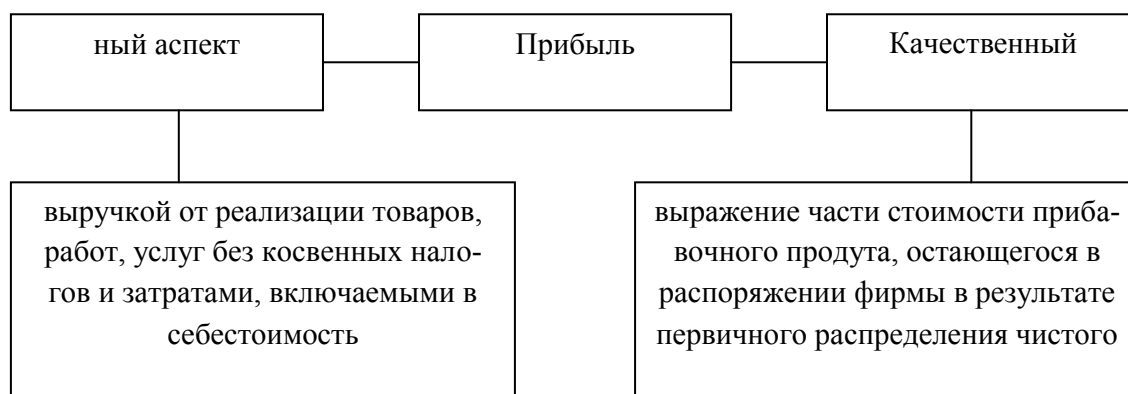 ный аспект
Прибыль
Качественный
выручкой от реализации товаров,
работ, услуг без косвенных нало-
гов и затратами, включаемыми в
себестоимость
выражение части стоимости приба-
вочного продута, остающегося в
распоряжении фирмы в результате
первичного распределения чистого